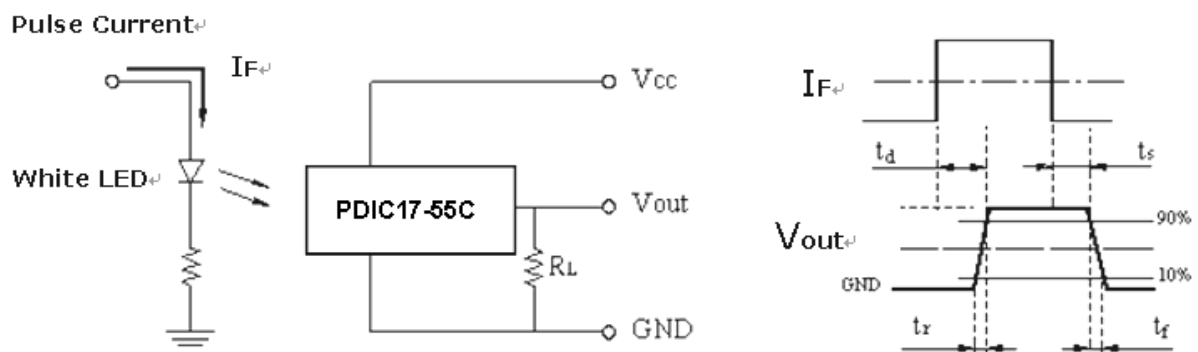 Pulse Current↵
IF↵
Vcc
White LED↵
PDIC17-55C
Vout
RL
GND
IF↵
td
ts
Vout↵
90%
10%
GND
tr
tf